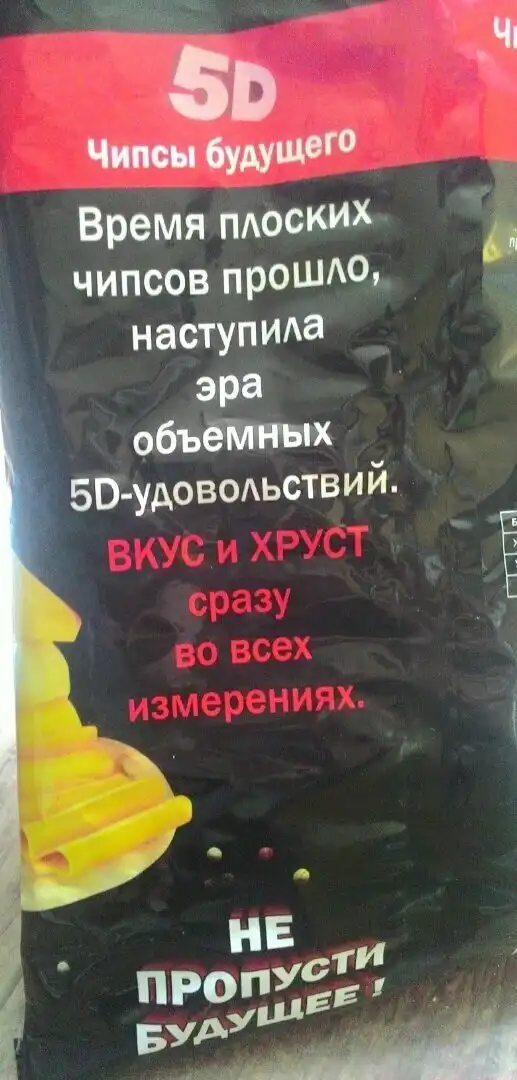 5D
Чипсы будущего
Время плоских
чипсов прошло,
наступила
эра
объемных
5D-удовольствий.
ВКУС и ХРУСТ
сразу
во всех
измерениях.
НЕ
ПРОПУСТИ
БУДУЩЕЕ!